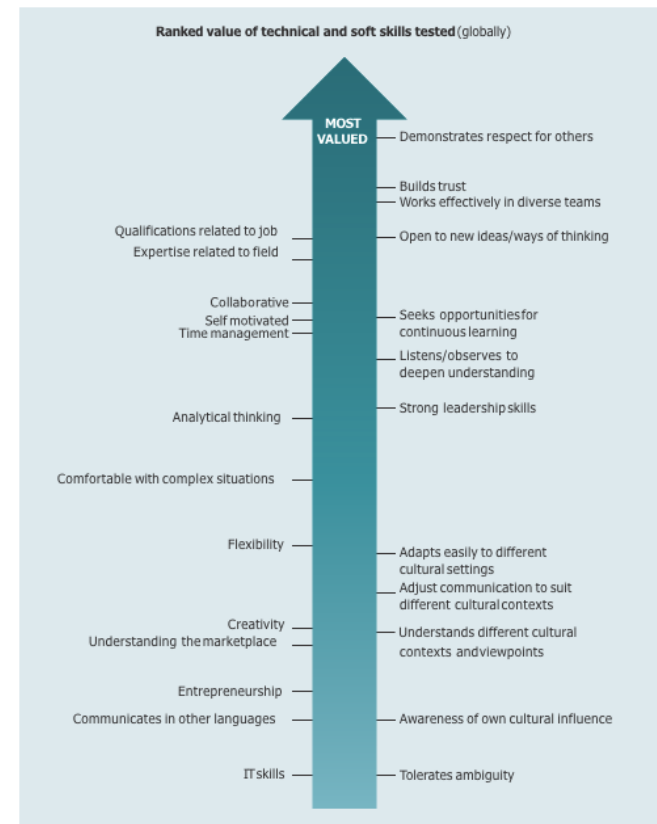 Ranked value of technical and soft skills tested (globally)
MOST
VALUED
Demonstrates respect for others
Builds trust
Works effectively in diverse teams
Qualifications related to job
Open to new ideas/ways of thinking
Expertise related to field
Collaborative
Seeks opportunities for
continuous learning
Self motivated
Time management
Listens/observes to
deepen understanding
Strong leadership skills
Analytical thinking
Comfortable with complex situations
Flexibility
Adapts easily to different
cultural settings
Adjust communication to suit
different cultural contexts
Creativity
Understands different cultural
contexts and viewpoints
Understanding the marketplace
Entrepreneurship
Communicates in other languages
Awareness of own cultural influence
IT skills
Tolerates ambiguity